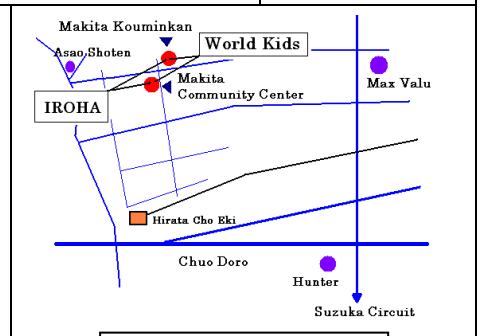 Makita Kouminkan
World Kids
Asao Shoten
Max Valu
Makita
Community Center
IROHA
Hirata Cho Eki
Chuo Doro
Hunter
Suzuka Circuit